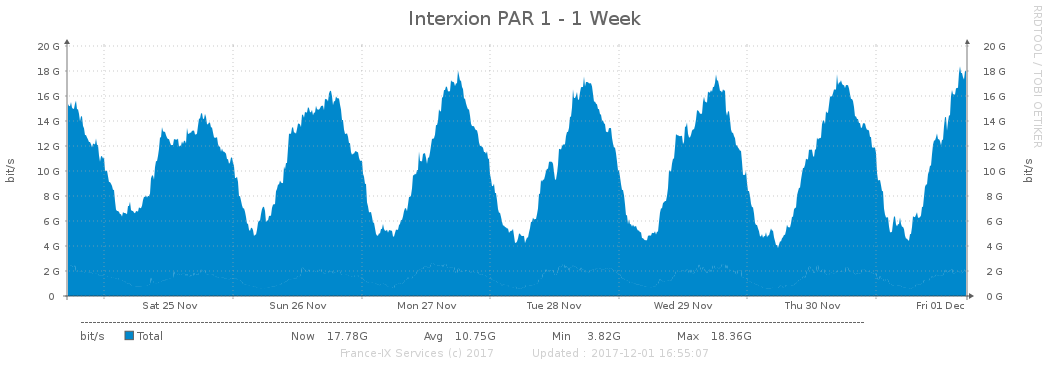 Interxion PAR 1 - 1 Week
RRDTOOL / TOBI OETIKER
20 G 20 G
18 G 18 G
16 G 16 G
14 G 14 G
12 G 12 G
10 G 10 G
8 G 8 G
6 G 6 G
4 G 4 G
2 G 2 G
0 0 G
bit/s bit/s
Sat 25 Nov Sun 26 Nov Mon 27 Nov Tue 28 Nov Wed 29 Nov Thu 30 Nov Fri 01 Dec
bit/s Total Now 17.78G Avg 10.75G Min 3.82G Max 18.36G
France-IX Services (c) 2017 Updated : 2017-12-01 16:55:07